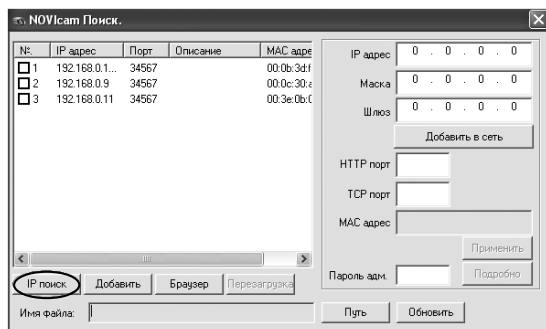 NOVIcam Поиск.
№. IP адрес Порт Описание MAC адре
1 192.168.0.1... 34567 00:0b:3d:f
2 192.168.0.9 34567 00:0c:30:a
3 192.168.0.11 34567 00:3e:0b:0
IP адрес 0 . 0 . 0 . 0
Маска 0 . 0 . 0 . 0
Шлюз 0 . 0 . 0 . 0
Добавить в сеть
HTTP порт
TCP порт
MAC адрес
Применить
Пароль адм. Подробно
IP поиск Добавить Браузер Перезагрузка
Имя файла: Путь Обновить